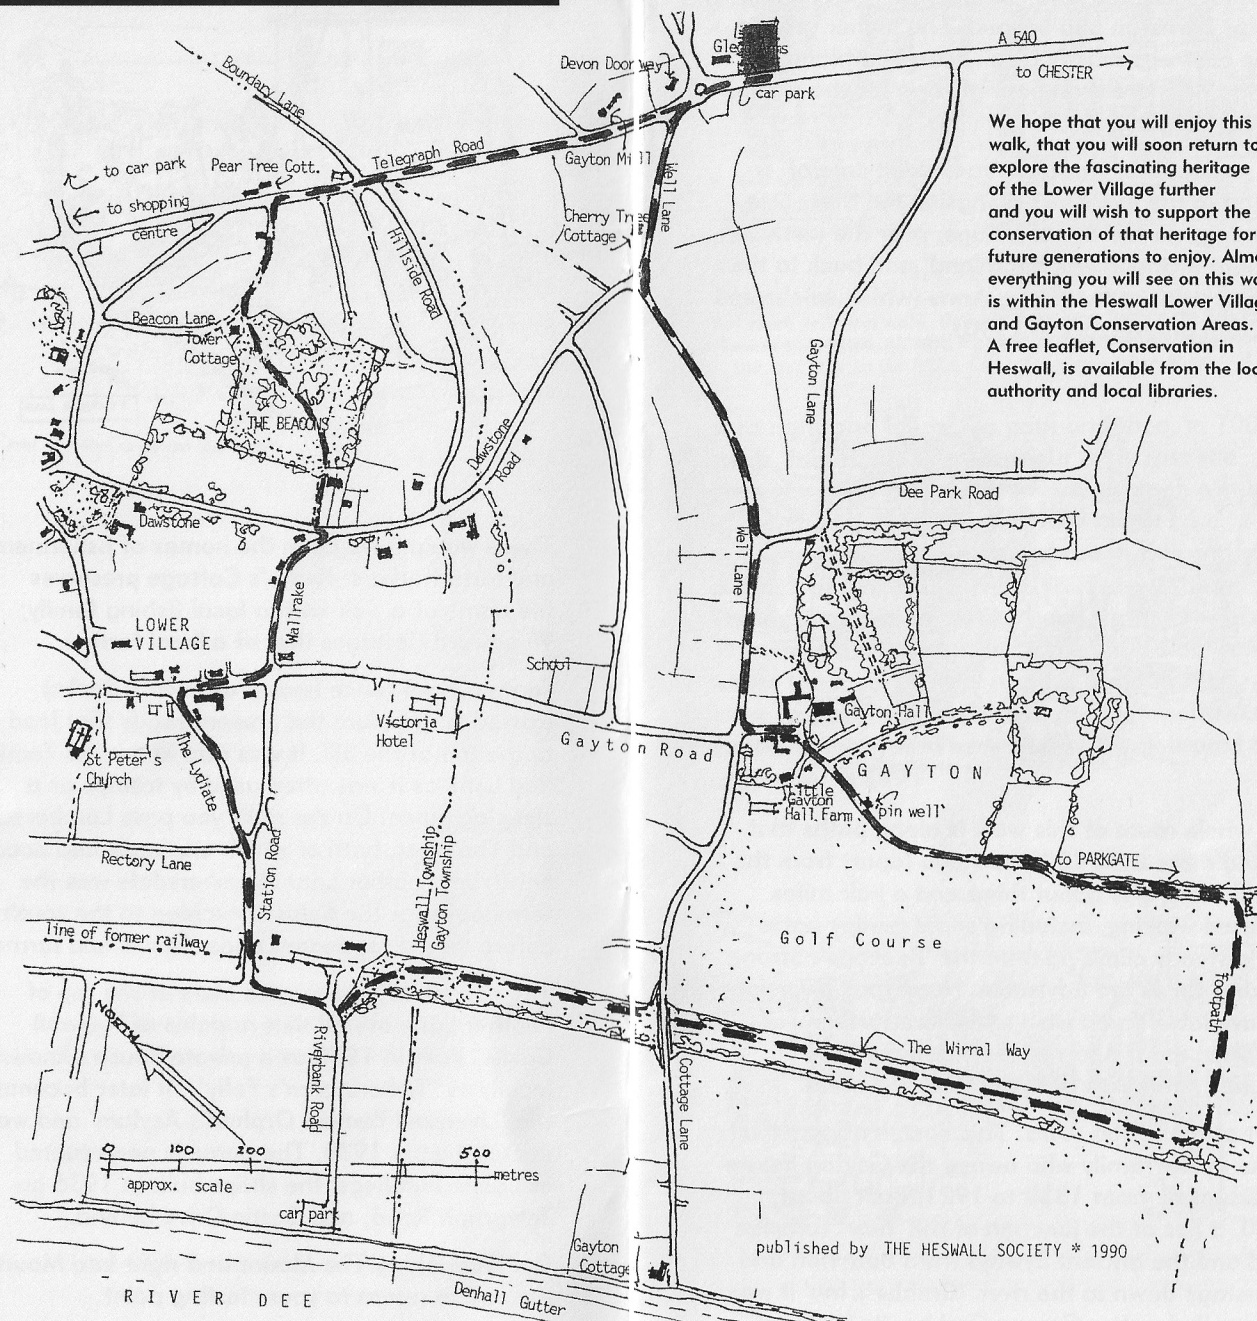 A 540
to CHESTER
Glegg Arms
Devon Doorway
car park
Boundary Lane
Telegraph Road
Gayton Mill
to car park
Pear Tree Cott.
to shopping
centre
Well Lane
Cherry Tree
Cottage
Hillside Road
We hope that you will enjoy this
walk, that you will soon return to
explore the fascinating heritage
of the Lower Village further
and you will wish to support the
conservation of that heritage for
future generations to enjoy. Almo
everything you will see on this wa
is within the Heswall Lower Villag
and Gayton Conservation Areas.
A free leaflet, Conservation in
Heswall, is available from the loc
authority and local libraries.
Beacon Lane
Tower
Cottage
THE BEACONS
Gayton Lane
Dawstone
Road
Dee Park Road
Dawstone
Well Lane
Wallrake
LOWER
VILLAGE
School
Victoria
Hotel
Gayton Road
Gayton Hall
GAYTON
St Peter's
Church
The Lydiate
Little
Gayton
Hall Farm
'pin well'
to PARKGATE
Rectory Lane
Station Road
Heswall Township
Gayton Township
line of former railway
Golf Course
Footpath
NORTH
Riverbank Road
The Wirral Way
Cottage Lane
0 100 200 500
metres
approx. scale
car park
Gayton
Cottage
published by THE HESWALL SOCIETY * 1990
RIVER DEE
Denhall Gutter